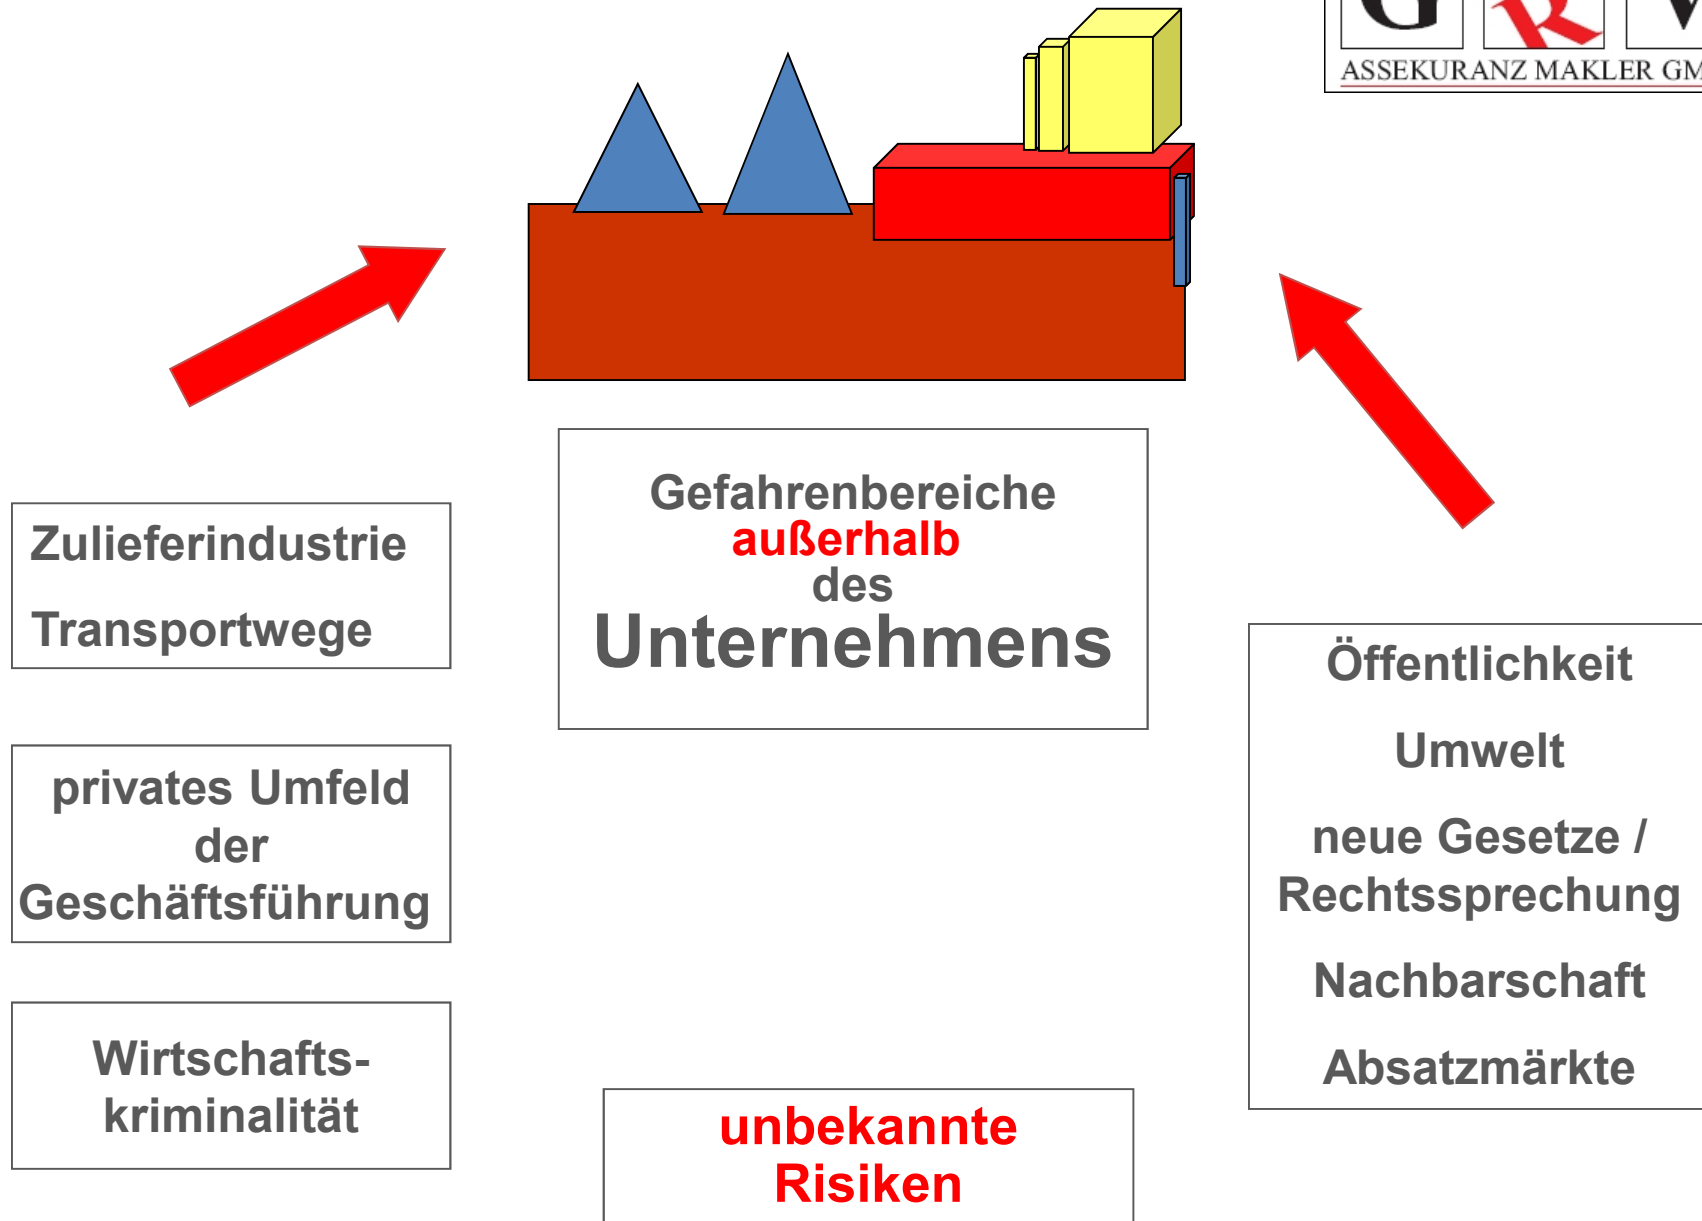 G R
ASSEKURANZ MAKLER
Gefahrenbereiche
außerhalb
des
Unternehmens
Zulieferindustrie
Transportwege
privates Umfeld
der
Geschäftsführung
Wirtschafts-
kriminalität
unbekannte
Risiken
Öffentlichkeit
Umwelt
neue Gesetze /
Rechtssprechung
Nachbarschaft
Absatzmärkte